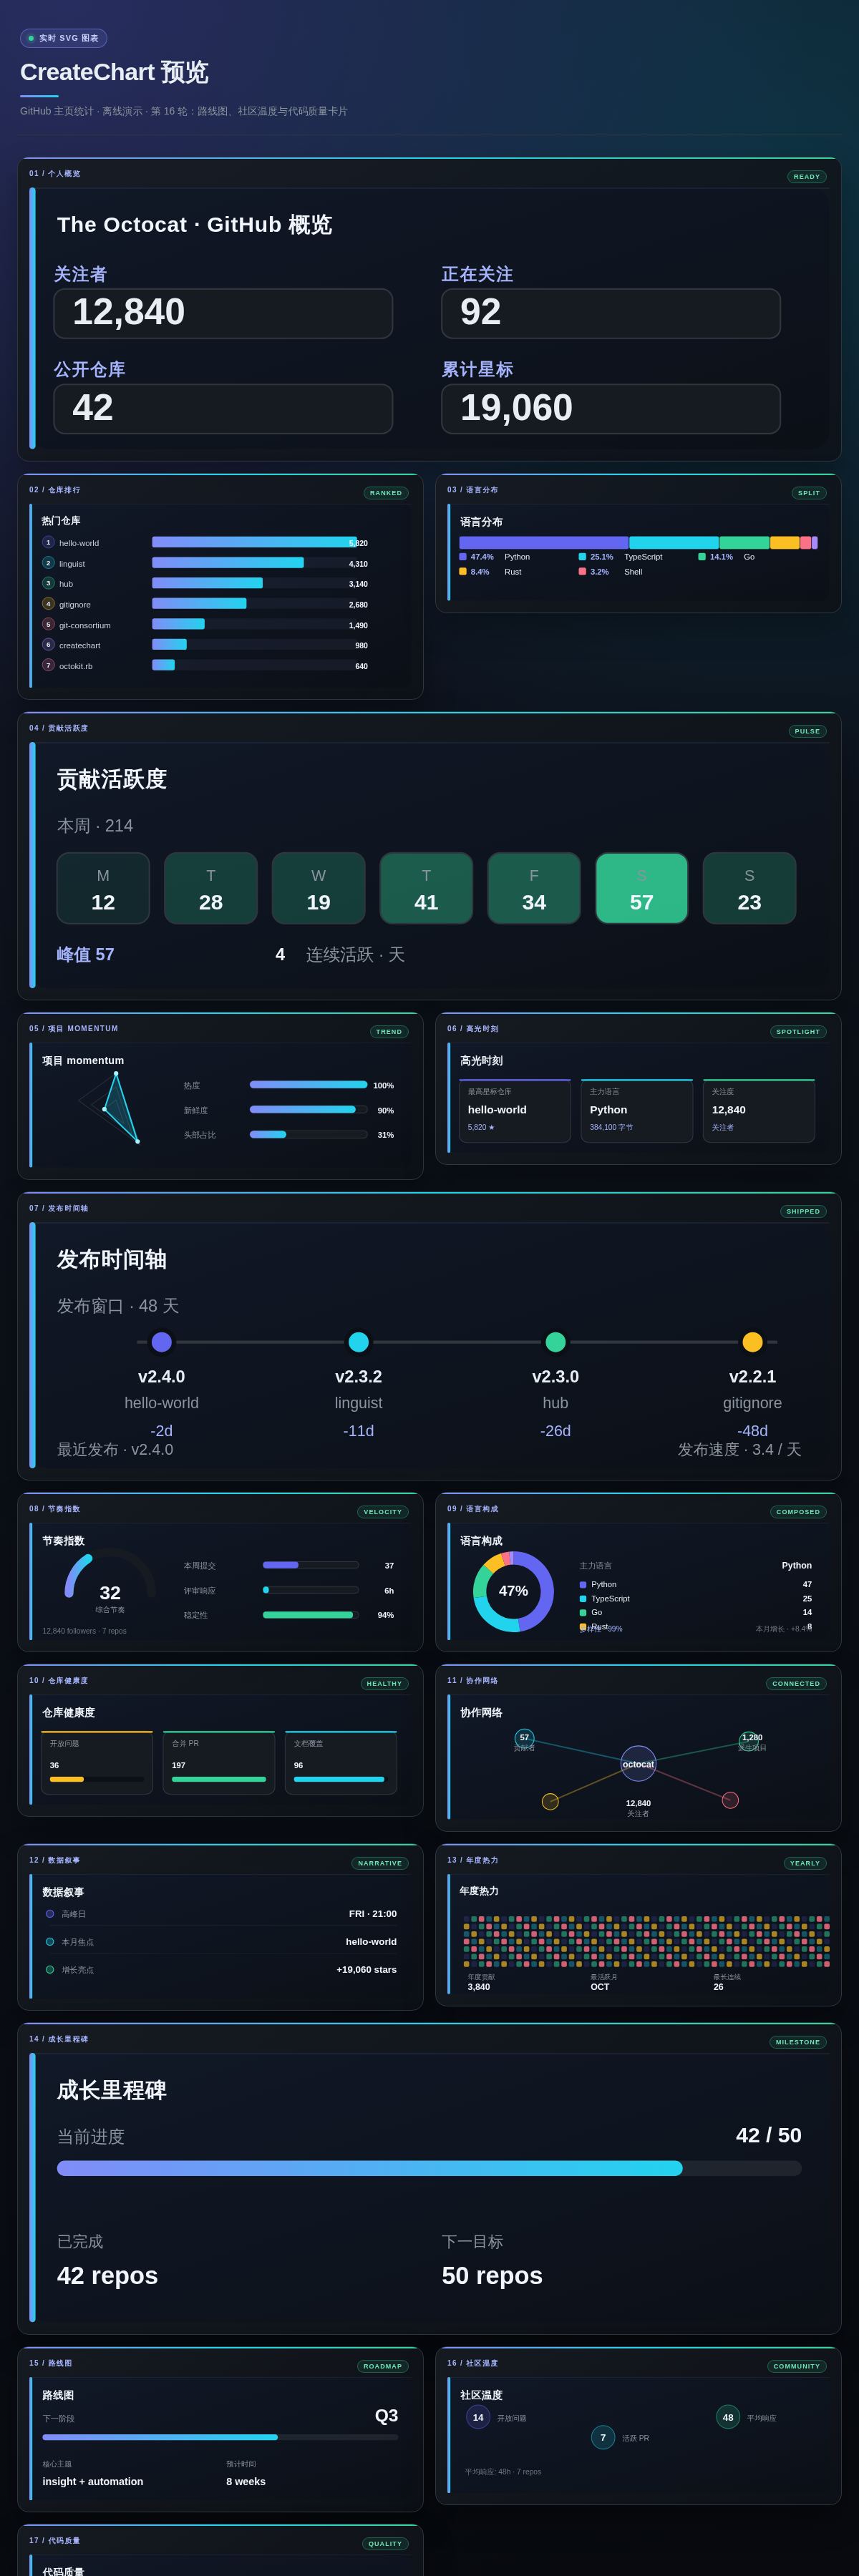 实时 SVG 图表
CreateChart 预览
GitHub 主页统计 · 离线演示 · 第 16 轮：路线图、社区温度与代码质量卡片
01 / 个人概览
READY
The Octocat · GitHub 概览
关注者
正在关注
12,840
92
公开仓库
累计星标
42
19,060
02 / 仓库排行
RANKED
热门仓库
1 hello-world 5,820
2 linguist 4,310
3 hub 3,140
4 gitignore 2,680
5 git-consortium 1,490
6 createchart 980
7 octokit.rb 640
03 / 语言分布
SPLIT
语言分布
47.4% Python 25.1% TypeScript 14.1% Go
8.4% Rust 3.2% Shell
04 / 贡献活跃度
PULSE
贡献活跃度
本周 · 214
M T W T F S S
12 28 19 41 34 57 23
峰值 57 4 连续活跃 · 天
05 / 项目 MOMENTUM
TREND
项目 momentum
热度 100%
新鲜度 90%
头部占比 31%
06 / 高光时刻
SPOTLIGHT
高光时刻
最高星标仓库 主力语言 关注度
hello-world Python 12,840
5,820 ★ 384,100 字节 关注者
07 / 发布时间轴
SHIPPED
发布时间轴
发布窗口 · 48 天
v2.4.0 v2.3.2 v2.3.0 v2.2.1
hello-world linguist hub gitignore
-2d -11d -26d -48d
最近发布 · v2.4.0 发布速度 · 3.4 / 天
08 / 节奏指数
VELOCITY
节奏指数
32
综合节奏
本周提交 37
评审响应 6h
稳定性 94%
12,840 followers / 7 repos
09 / 语言构成
COMPOSED
语言构成
47%
主力语言 Python
Python 47
TypeScript 25
Go 14
Rust 8
多样性 · 99% 本月增长 · +8.4%
10 / 仓库健康度
HEALTHY
仓库健康度
开放问题 合并 PR 文档覆盖
36 197 96
11 / 协作网络
CONNECTED
协作网络
57
贡献者
1,280
派生项目
octocat
12,840
关注者
12 / 数据叙事
NARRATIVE
数据叙事
高峰日 FRI · 21:00
本月焦点 hello-world
增长亮点 +19,060 stars
13 / 年度热力
YEARLY
年度热力
年度贡献 最活跃月 最长连续
3,840 OCT 26
14 / 成长里程碑
MILESTONE
成长里程碑
当前进度 42 / 50
已完成 下一目标
42 repos 50 repos
15 / 路线图
ROADMAP
路线图
下一阶段 Q3
核心主题 预计时间
insight + automation 8 weeks
16 / 社区温度
COMMUNITY
社区温度
14 开放问题 48 平均响应
7 活跃 PR
平均响应: 48h · 7 repos
17 / 代码质量
QUALITY
代码质量